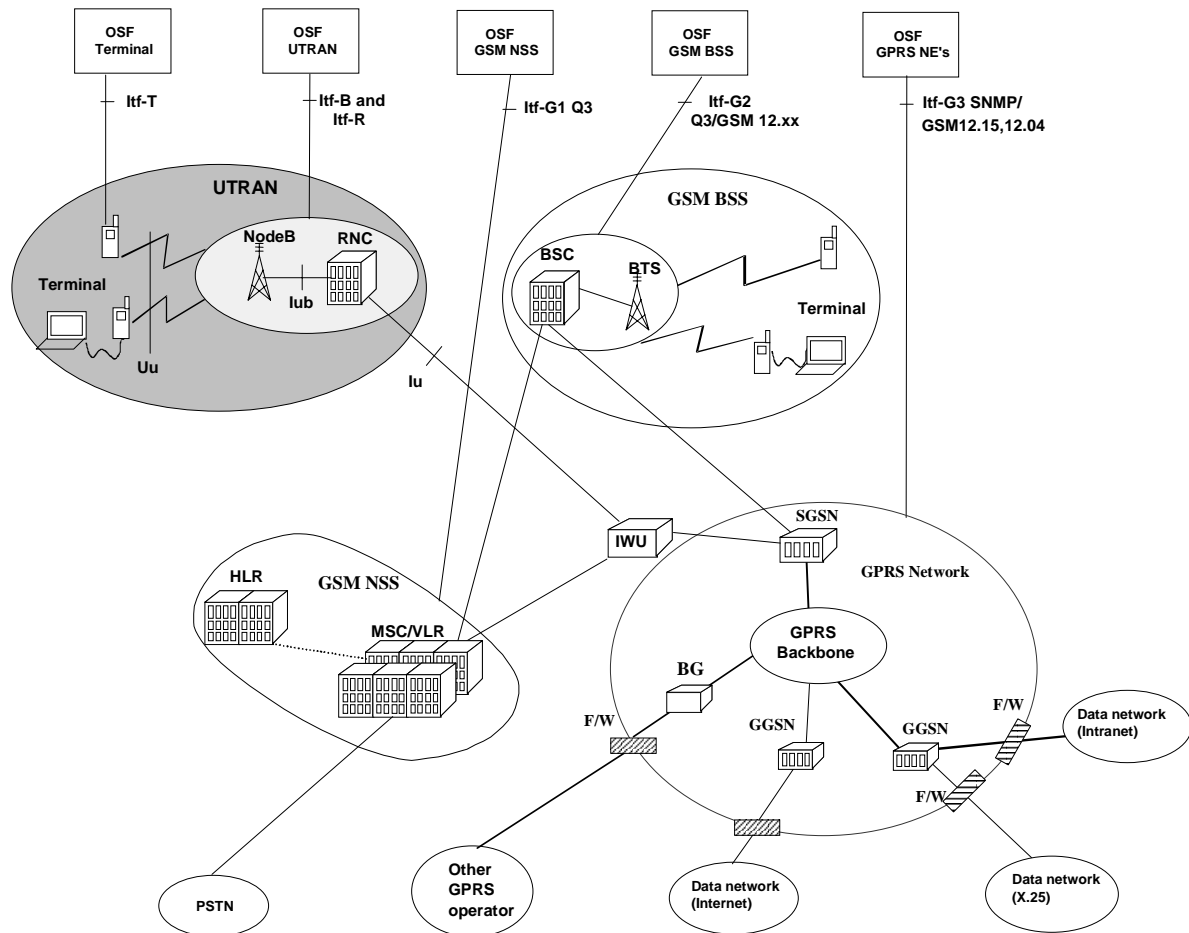 OSF
Terminal
OSF
UTRAN
OSF
GSM NSS
OSF
GSM BSS
OSF
GPRS NE's
Itf-T
Itf-B and
Itf-R
Itf-G1 Q3
Itf-G2
Q3/GSM 12.xx
Itf-G3 SNMP/
GSM12.15,12.04
UTRAN
GSM BSS
NodeB
RNC
BSC
BTS
Terminal
Iub
Terminal
Uu
Iu
SGSN
IWU
GPRS Network
HLR
GSM NSS
MSC/VLR
GPRS
Backbone
BG
F/W
GGSN
GGSN
F/W
Data network
(Intranet)
F/W
Other
GPRS
operator
PSTN
Data network
(Internet)
Data network
(X.25)